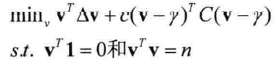 min_v v^T Δv + c(v − γ)^T C(v − γ)
s.t. v^T 1 = 0和v^T v = n